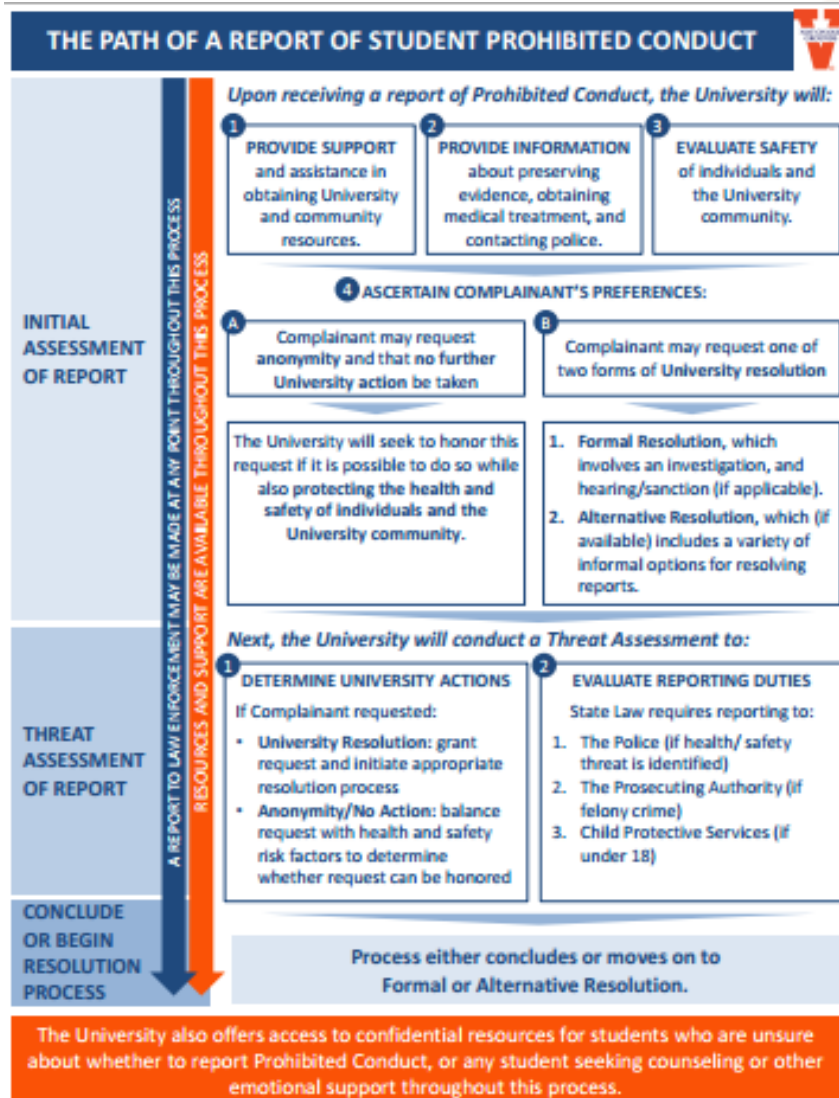 THE PATH OF A REPORT OF STUDENT PROHIBITED CONDUCT
Upon receiving a report of Prohibited Conduct, the University will:
1
PROVIDE SUPPORT
and assistance in
obtaining University
and community
resources.
2
PROVIDE INFORMATION
about preserving
evidence, obtaining
medical treatment, and
contacting police.
3
EVALUATE SAFETY
of individuals and
the University
community.
INITIAL
ASSESSMENT
OF REPORT
A REPORT TO LAW ENFORCEMENT MAY BE MADE AT ANY POINT THROUGHOUT THIS PROCESS
RESOURCES AND SUPPORT ARE AVAILABLE THROUGHOUT THIS PROCESS
4 ASCERTAIN COMPLAINANT'S PREFERENCES:
A
Complainant may request
anonymity and that no further
University action be taken
B
Complainant may request one of
two forms of University resolution
The University will seek to honor this
request if it is possible to do so while
also protecting the health and
safety of individuals and the
University community.
1. Formal Resolution, which
involves an investigation, and
hearing/sanction (if applicable).
2. Alternative Resolution, which (if
available) includes a variety of
informal options for resolving
reports.
Next, the University will conduct a Threat Assessment to:
THREAT
ASSESSMENT
OF REPORT
1
DETERMINE UNIVERSITY ACTIONS
If Complainant requested:
• University Resolution: grant
request and initiate appropriate
resolution process
• Anonymity/No Action: balance
request with health and safety
risk factors to determine
whether request can be honored
2
EVALUATE REPORTING DUTIES
State Law requires reporting to:
1. The Police (if health/ safety
threat is identified)
2. The Prosecuting Authority (if
felony crime)
3. Child Protective Services (if
under 18)
CONCLUDE
OR BEGIN
RESOLUTION
PROCESS
Process either concludes or moves on to
Formal or Alternative Resolution.
The University also offers access to confidential resources for students who are unsure
about whether to report Prohibited Conduct, or any student seeking counseling or other
emotional support throughout this process.